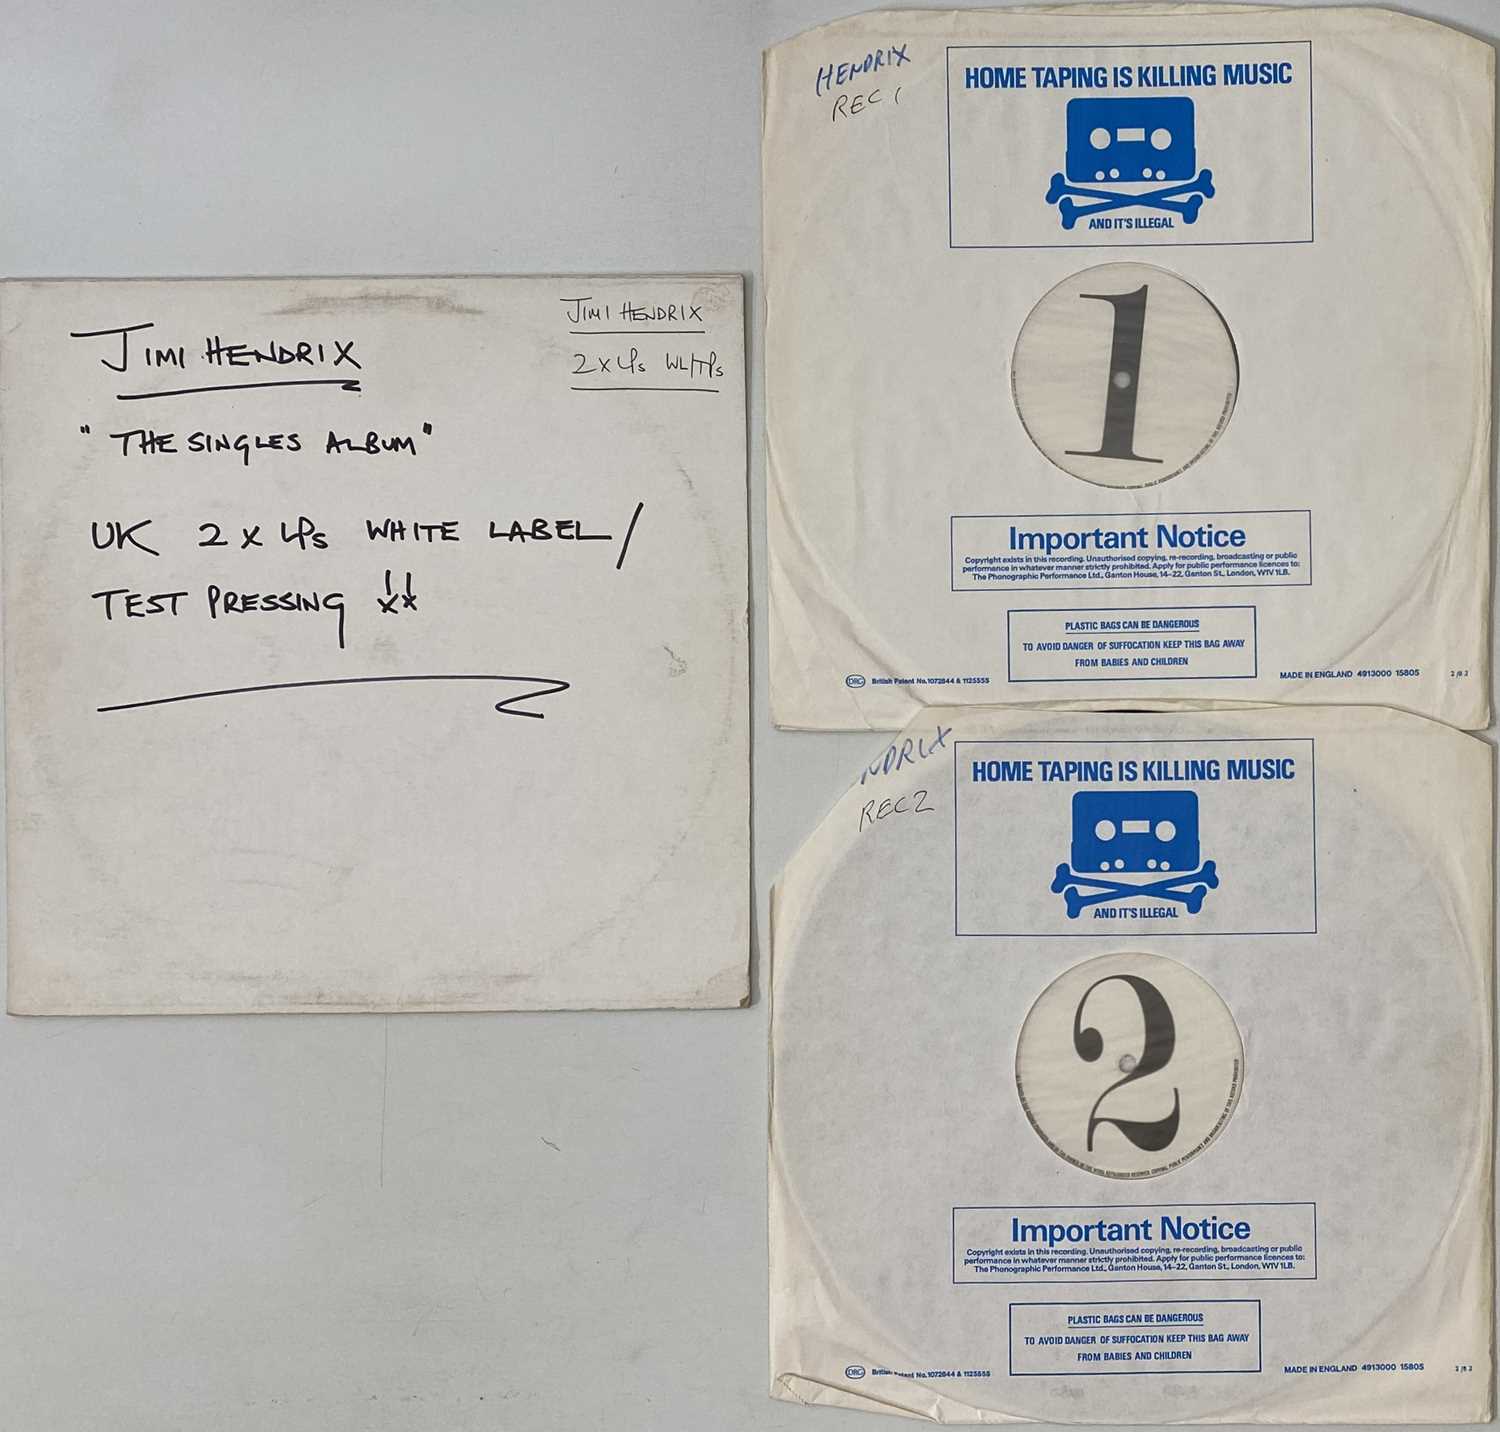 JIMI HENDRIX
"THE SINGLES ALBUM"
UK 2 x LPs WHITE LABEL/
TEST PRESSING !!
JIMI HENDRIX
2 x LPs WL/TPs
HENDRIX
REC 1
HOME TAPING IS KILLING MUSIC
AND IT'S ILLEGAL
1
Important Notice
Copyright exists in this recording. Unauthorised copying, re-recording, broadcasting or public
performance in whatever manner strictly prohibited. Apply for public performance licences to:
The Phonographic Performance Ltd., Ganton House, 14–22, Ganton St., London, W1V 1LB.
PLASTIC BAGS CAN BE DANGEROUS
TO AVOID DANGER OF SUFFOCATION KEEP THIS BAG AWAY
FROM BABIES AND CHILDREN
DRG British Patent No. 1072844 & 1125555
MADE IN ENGLAND 4913000 15805
NDRIX
REC 2
HOME TAPING IS KILLING MUSIC
AND IT'S ILLEGAL
2
Important Notice
Copyright exists in this recording. Unauthorised copying, re-recording, broadcasting or public
performance in whatever manner strictly prohibited. Apply for public performance licences to:
The Phonographic Performance Ltd., Ganton House, 14–22, Ganton St., London, W1V 1LB.
PLASTIC BAGS CAN BE DANGEROUS
TO AVOID DANGER OF SUFFOCATION KEEP THIS BAG AWAY
FROM BABIES AND CHILDREN
DRG British Patent No. 1072844 & 1125555
MADE IN ENGLAND 4913000 15805